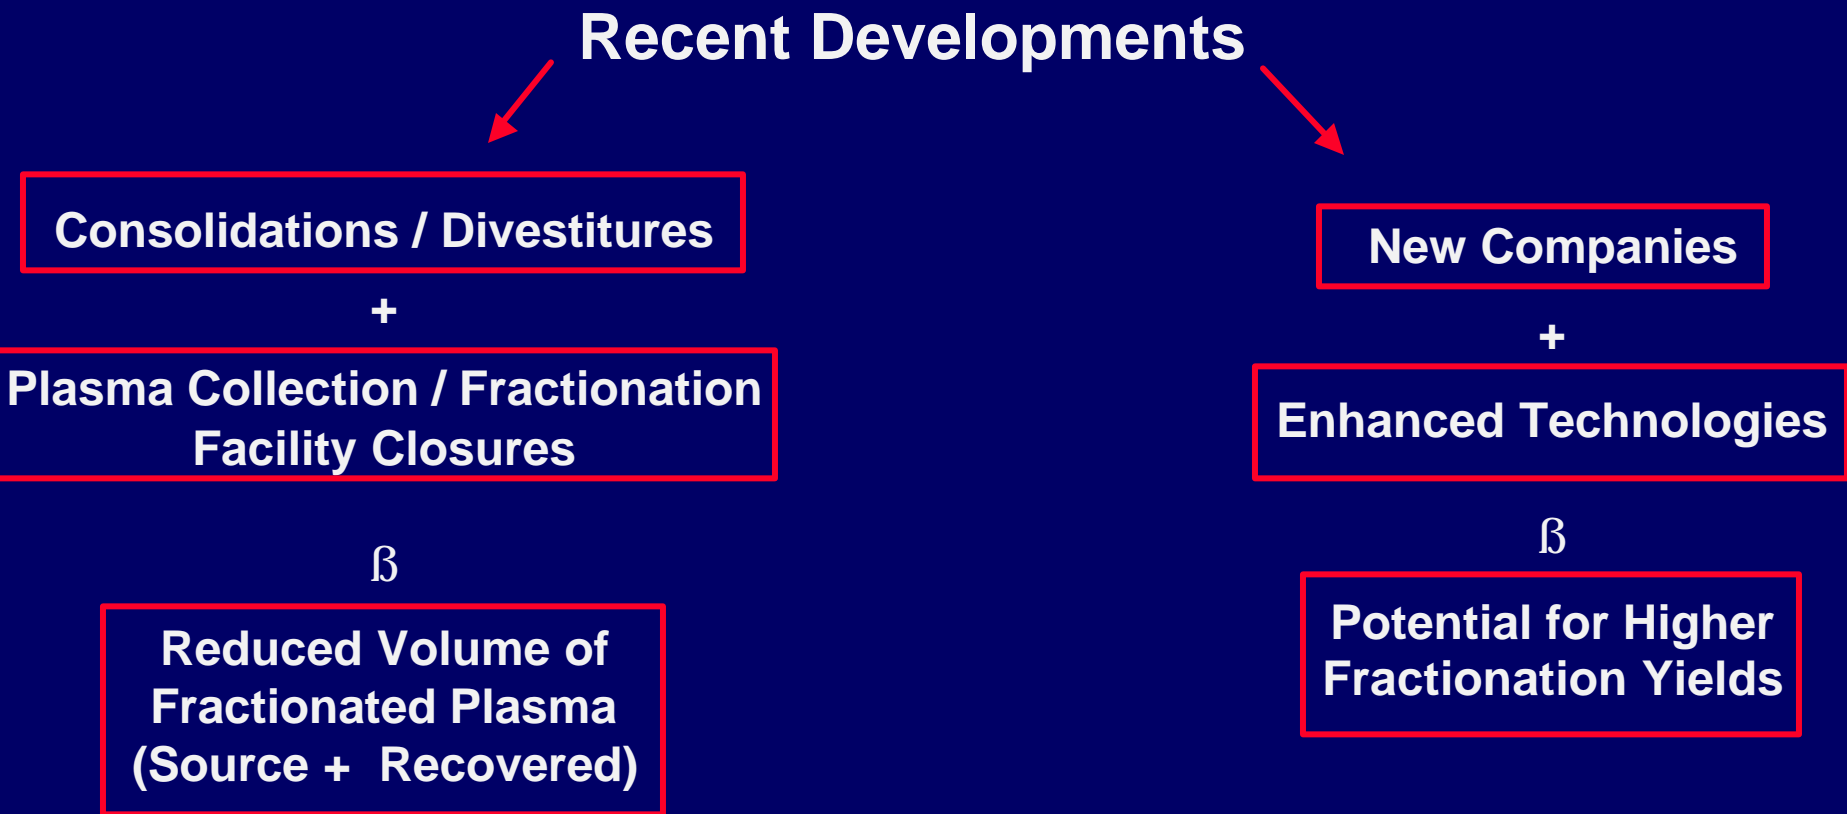 Recent Developments
Consolidations / Divestitures
+
Plasma Collection / Fractionation
Facility Closures
ß
Reduced Volume of
Fractionated Plasma
(Source + Recovered)
New Companies
+
Enhanced Technologies
ß
Potential for Higher
Fractionation Yields